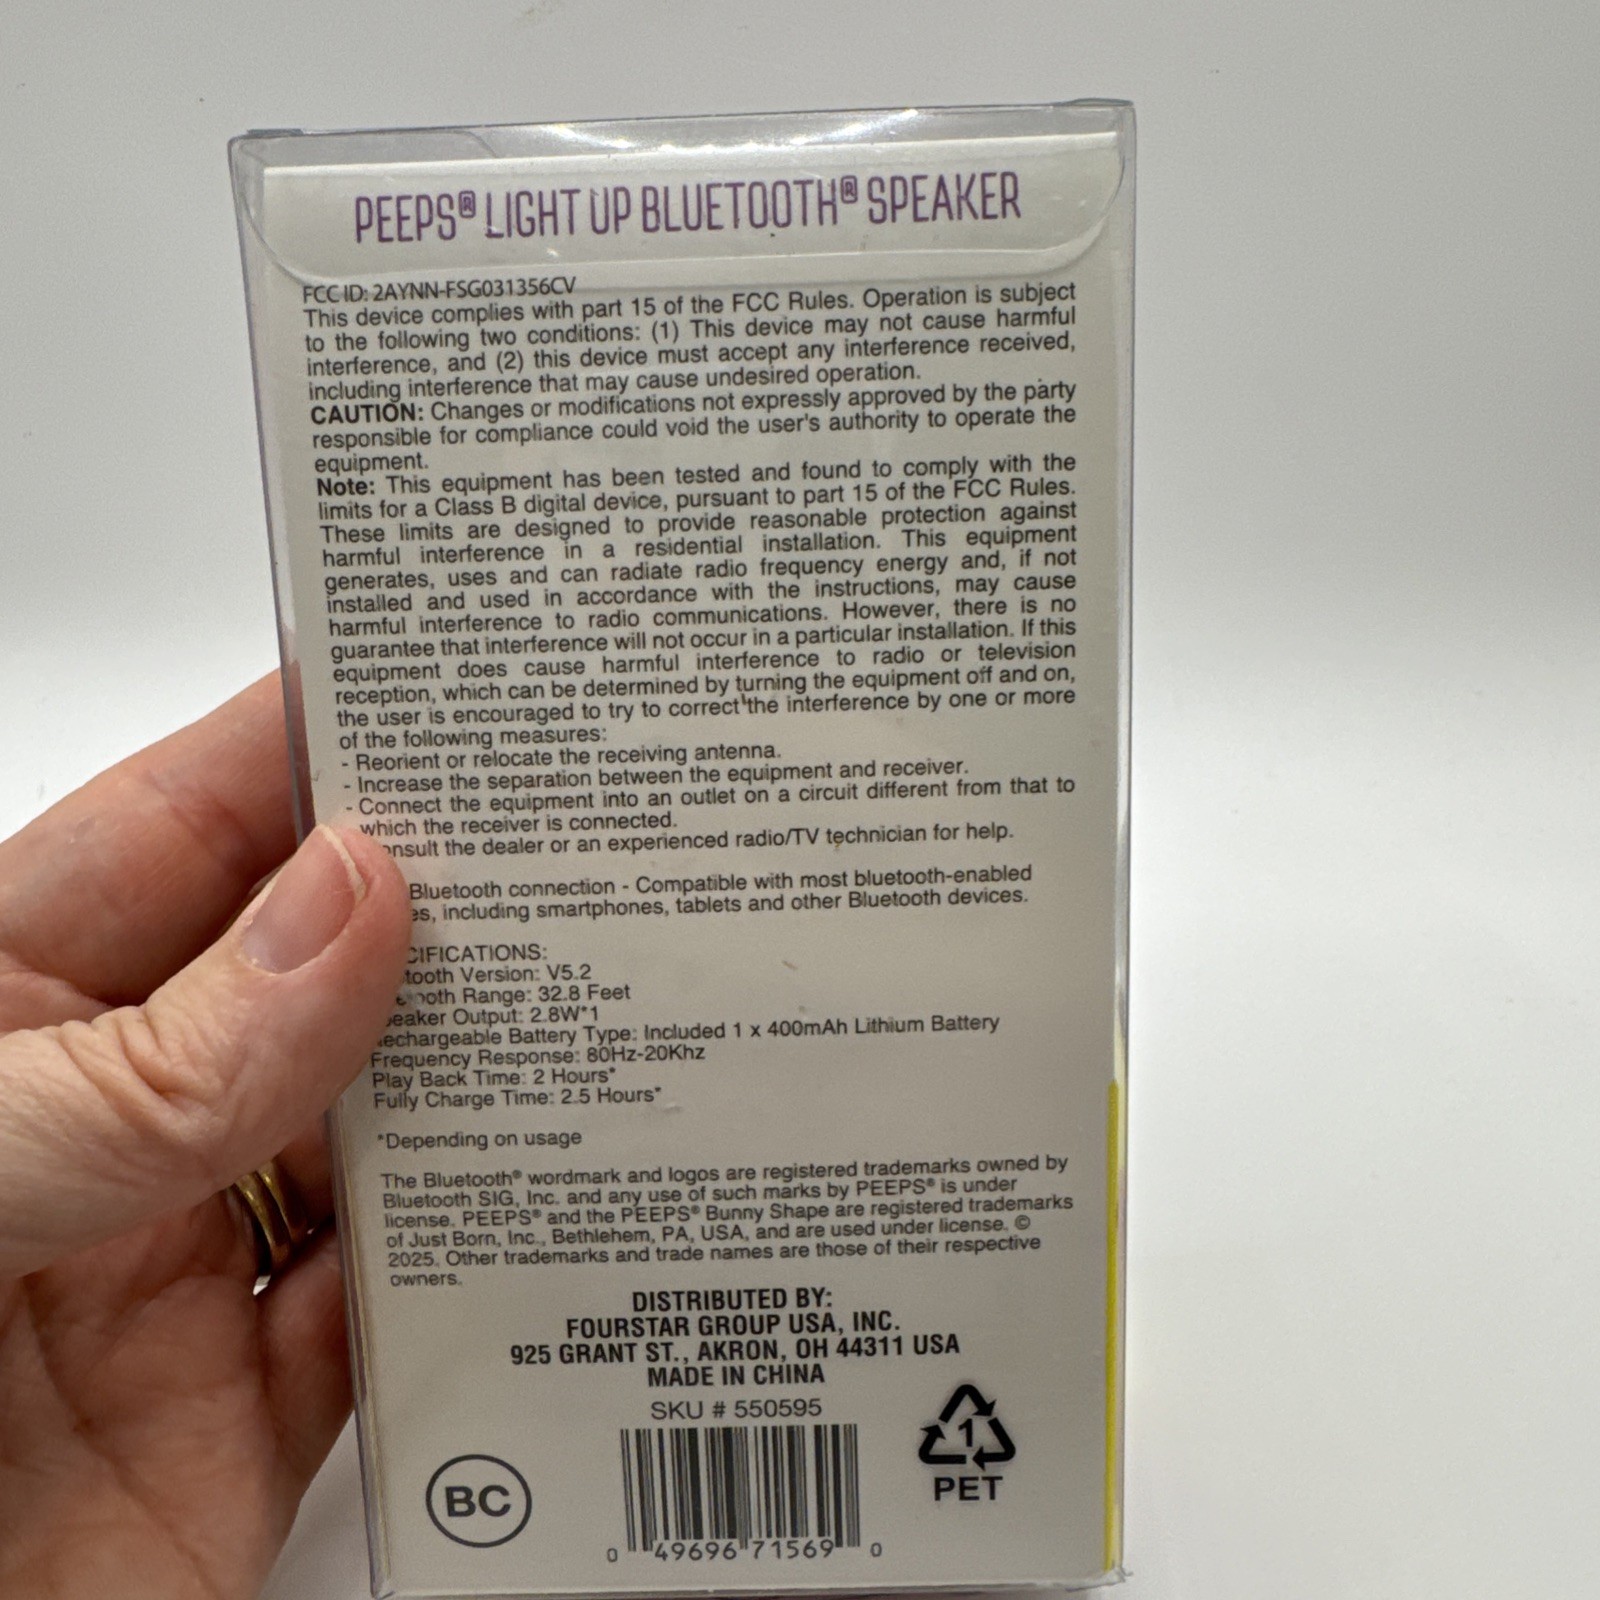 PEEPS® LIGHT UP BLUETOOTH® SPEAKER
FCC ID: 2AYNN-FSG031356CV
This device complies with part 15 of the FCC Rules. Operation is subject
to the following two conditions: (1) This device may not cause harmful
interference, and (2) this device must accept any interference received,
including interference that may cause undesired operation.
CAUTION: Changes or modifications not expressly approved by the party
responsible for compliance could void the user's authority to operate the
equipment.
Note: This equipment has been tested and found to comply with the
limits for a Class B digital device, pursuant to part 15 of the FCC Rules.
These limits are designed to provide reasonable protection against
harmful interference in a residential installation. This equipment
generates, uses and can radiate radio frequency energy and, if not
installed and used in accordance with the instructions, may cause
harmful interference to radio communications. However, there is no
guarantee that interference will not occur in a particular installation. If this
equipment does cause harmful interference to radio or television
reception, which can be determined by turning the equipment off and on,
the user is encouraged to try to correct the interference by one or more
of the following measures:
- Reorient or relocate the receiving antenna.
- Increase the separation between the equipment and receiver.
- Connect the equipment into an outlet on a circuit different from that to
which the receiver is connected.
onsult the dealer or an experienced radio/TV technician for help.
Bluetooth connection - Compatible with most bluetooth-enabled
es, including smartphones, tablets and other Bluetooth devices.
CIFICATIONS:
tooth Version: V5.2
ooth Range: 32.8 Feet
eaker Output: 2.8W*1
echargeable Battery Type: Included 1 x 400mAh Lithium Battery
Frequency Response: 80Hz-20Khz
Play Back Time: 2 Hours*
Fully Charge Time: 2.5 Hours*
*Depending on usage
The Bluetooth® wordmark and logos are registered trademarks owned by
Bluetooth SIG, Inc. and any use of such marks by PEEPS® is under
license. PEEPS® and the PEEPS® Bunny Shape are registered trademarks
of Just Born, Inc., Bethlehem, PA, USA, and are used under license. ©
2025. Other trademarks and trade names are those of their respective
owners.
DISTRIBUTED BY:
FOURSTAR GROUP USA, INC.
925 GRANT ST., AKRON, OH 44311 USA
MADE IN CHINA
SKU # 550595
BC
0 49696 71569 0
1
PET